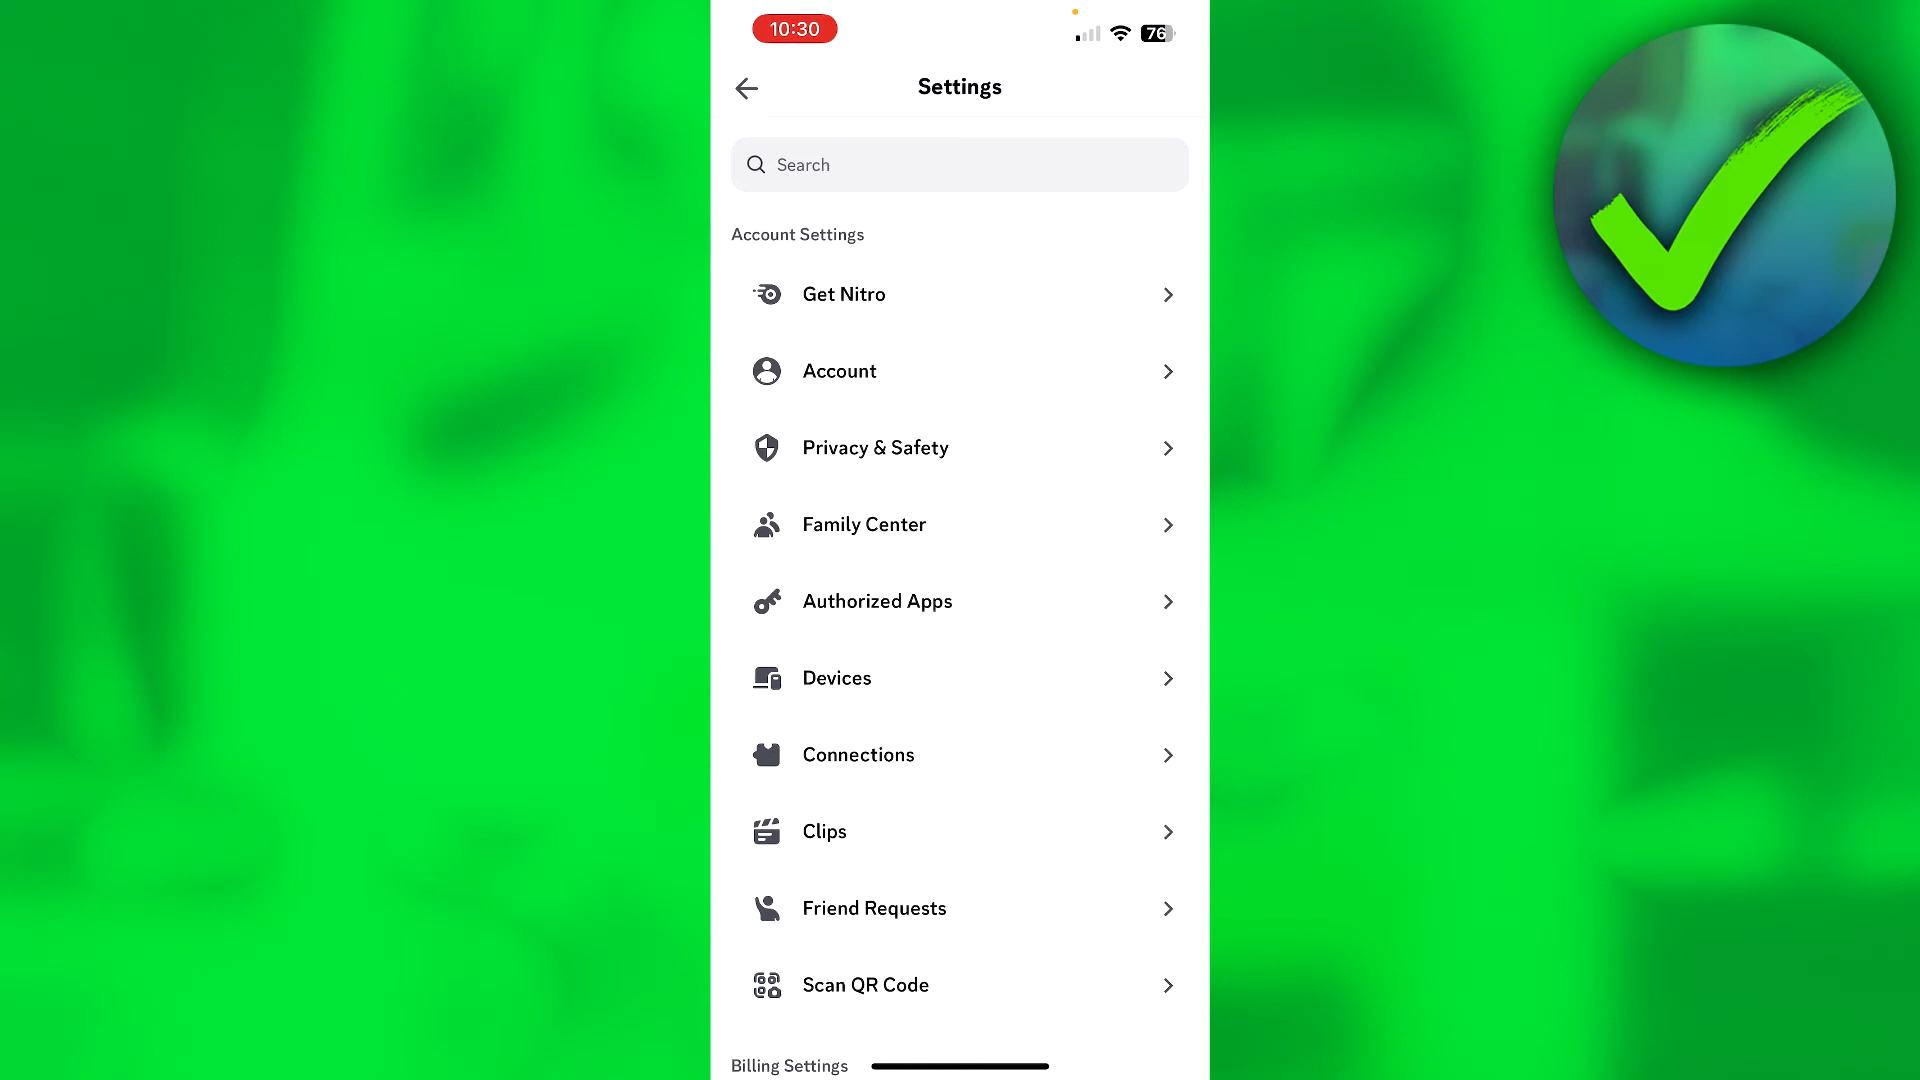 10:30
76
Settings
Search
Account Settings
Get Nitro
Account
Privacy & Safety
Family Center
Authorized Apps
Devices
Connections
Clips
Friend Requests
Scan QR Code
Billing Settings